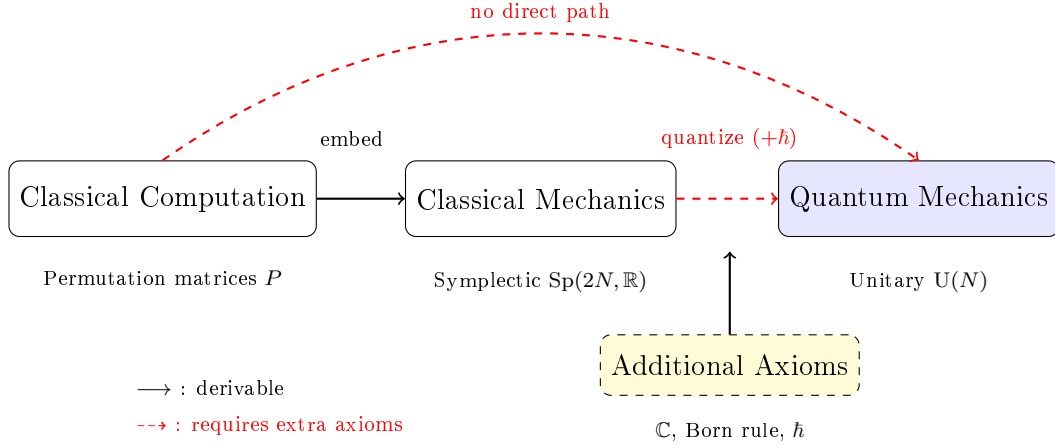 no direct path
embed
quantize (+ℏ)
Classical Computation
Classical Mechanics
Quantum Mechanics
Permutation matrices P
Symplectic Sp(2N, ℝ)
Unitary U(N)
Additional Axioms
ℂ, Born rule, ℏ
⟶ : derivable
⇢ : requires extra axioms